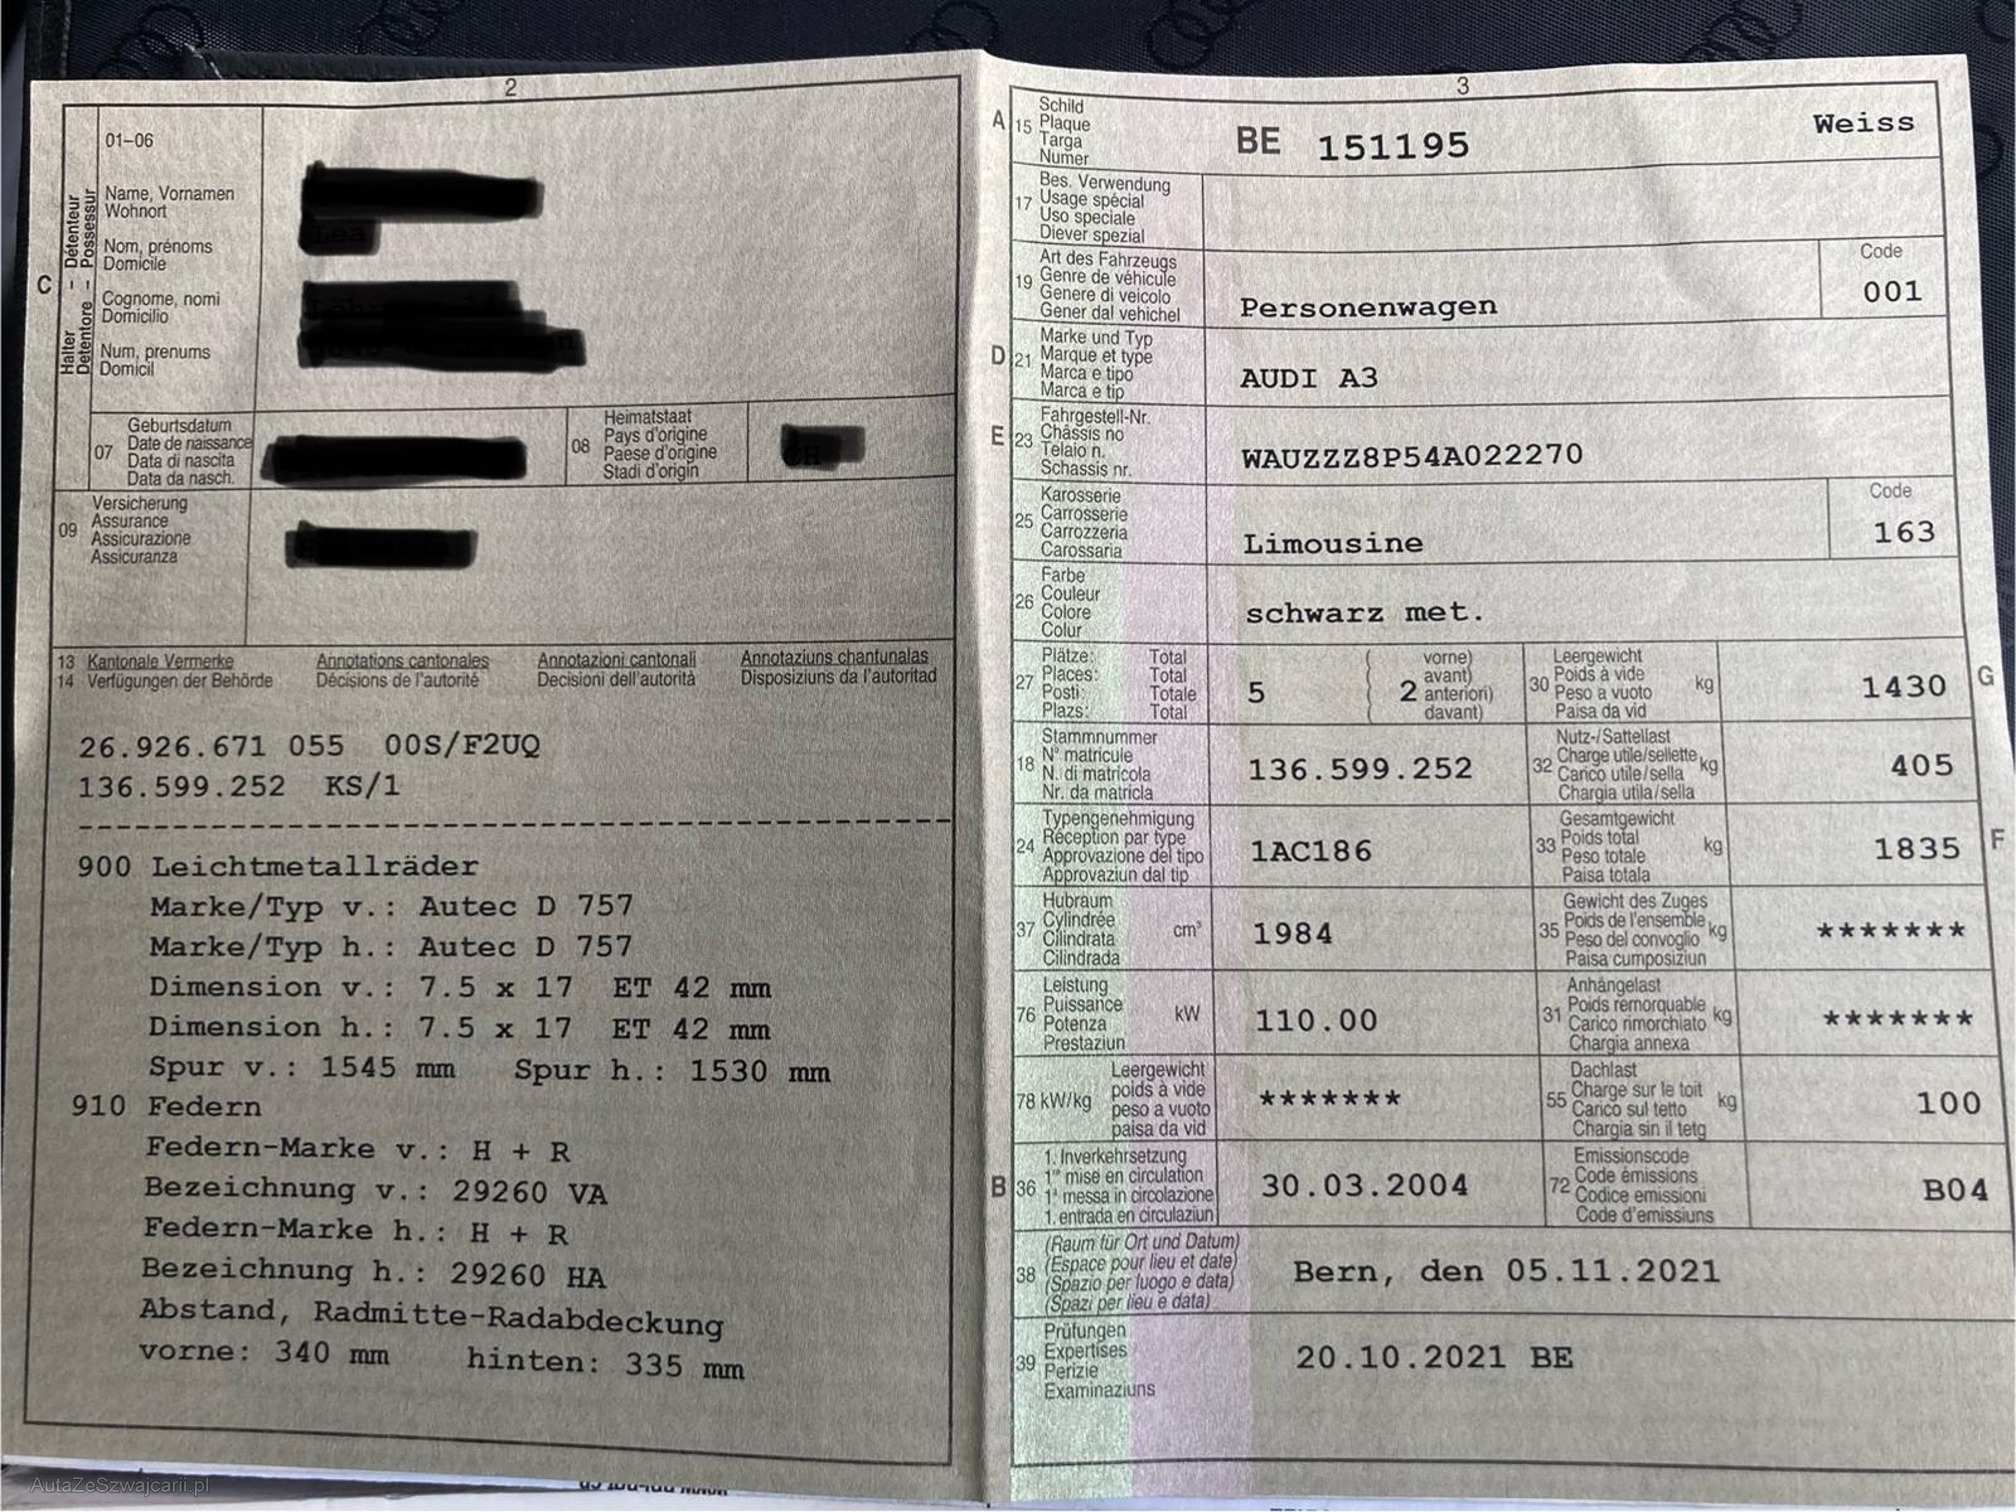 2
01–06
Halter – Détenteur
Detentore – Possessur
C
Name, Vornamen
Wohnort
Nom, prénoms
Domicile
Cognome, nomi
Domicilio
Num, prenums
Domicil
07
Geburtsdatum
Date de naissance
Data di nascita
Data da nasch.
08
Heimatstaat
Pays d'origine
Paese d'origine
Stadi d'origin
09
Versicherung
Assurance
Assicurazione
Assicuranza
13 Kantonale Vermerke Annotations cantonales Annotazioni cantonali Annotaziuns chantunalas
14 Verfügungen der Behörde Décisions de l'autorité Decisioni dell'autorità Disposiziuns da l'autoritad
26.926.671 055 00S/F2UQ
136.599.252 KS/1
900 Leichtmetallräder
Marke/Typ v.: Autec D 757
Marke/Typ h.: Autec D 757
Dimension v.: 7.5 x 17 ET 42 mm
Dimension h.: 7.5 x 17 ET 42 mm
Spur v.: 1545 mm Spur h.: 1530 mm
910 Federn
Federn-Marke v.: H + R
Bezeichnung v.: 29260 VA
Federn-Marke h.: H + R
Bezeichnung h.: 29260 HA
Abstand, Radmitte-Radabdeckung
vorne: 340 mm hinten: 335 mm
3
A 15
Schild
Plaque
Targa
Numer
BE 151195 Weiss
17
Bes. Verwendung
Usage spécial
Uso speciale
Diever spezial
19
Art des Fahrzeugs
Genre de véhicule
Genere di veicolo
Gener dal vehichel
Personenwagen
Code
001
D 21
Marke und Typ
Marque et type
Marca e tipo
Marca e tip
AUDI A3
E 23
Fahrgestell-Nr.
Châssis no
Telaio n.
Schassis nr.
WAUZZZ8P54A022270
25
Karosserie
Carrosserie
Carrozzeria
Carossaria
Limousine
Code
163
26
Farbe
Couleur
Colore
Colur
schwarz met.
27
Plätze: Total
Places: Total
Posti: Totale
Plazs: Total
5
( vorne)
( avant)
( 2 anteriori)
( davant)
30
Leergewicht
Poids à vide
Peso a vuoto
Paisa da vid
kg
1430
G
18
Stammnummer
N° matricule
N. di matricola
Nr. da matricla
136.599.252
32
Nutz-/Sattellast
Charge utile/sellette
Carico utile/sella
Chargia utila/sella
kg
405
24
Typengenehmigung
Réception par type
Approvazione del tipo
Approvaziun dal tip
1AC186
33
Gesamtgewicht
Poids total
Peso totale
Paisa totala
kg
1835
F
37
Hubraum
Cylindrée
Cilindrata
Cilindrada
cm³
1984
35
Gewicht des Zuges
Poids de l'ensemble
Peso del convoglio
Paisa cumposiziun
kg
*******
76
Leistung
Puissance
Potenza
Prestaziun
kW
110.00
31
Anhängelast
Poids remorquable
Carico rimorchiato
Chargia annexa
kg
*******
78 kW/kg
Leergewicht
poids à vide
peso a vuoto
paisa da vid
*******
55
Dachlast
Charge sur le toit
Carico sul tetto
Chargia sin il tetg
kg
100
B 36
1. Inverkehrsetzung
1re mise en circulation
1a messa in circolazione
1. entrada en circulaziun
30.03.2004
72
Emissionscode
Code émissions
Codice emissioni
Code d'emissiuns
B04
38
(Raum für Ort und Datum)
(Espace pour lieu et date)
(Spazio per luogo e data)
(Spazi per lieu e data)
Bern, den 05.11.2021
39
Prüfungen
Expertises
Perizie
Examinaziuns
20.10.2021 BE
AutaZeSzwajcarii.pl